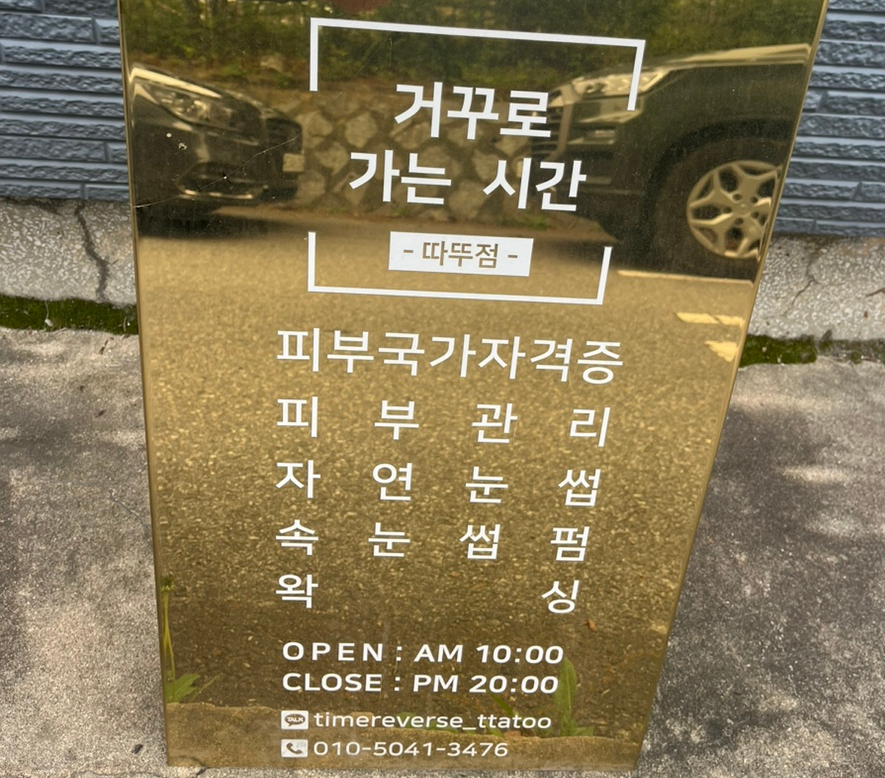 거꾸로
가는 시간
- 따뚜점 -
피부국가자격증
피 부 관 리
자 연 눈 썹
속 눈 썹 펌
왁 싱
OPEN : AM 10:00
CLOSE : PM 20:00
TALK timereverse_ttatoo
010-5041-3476